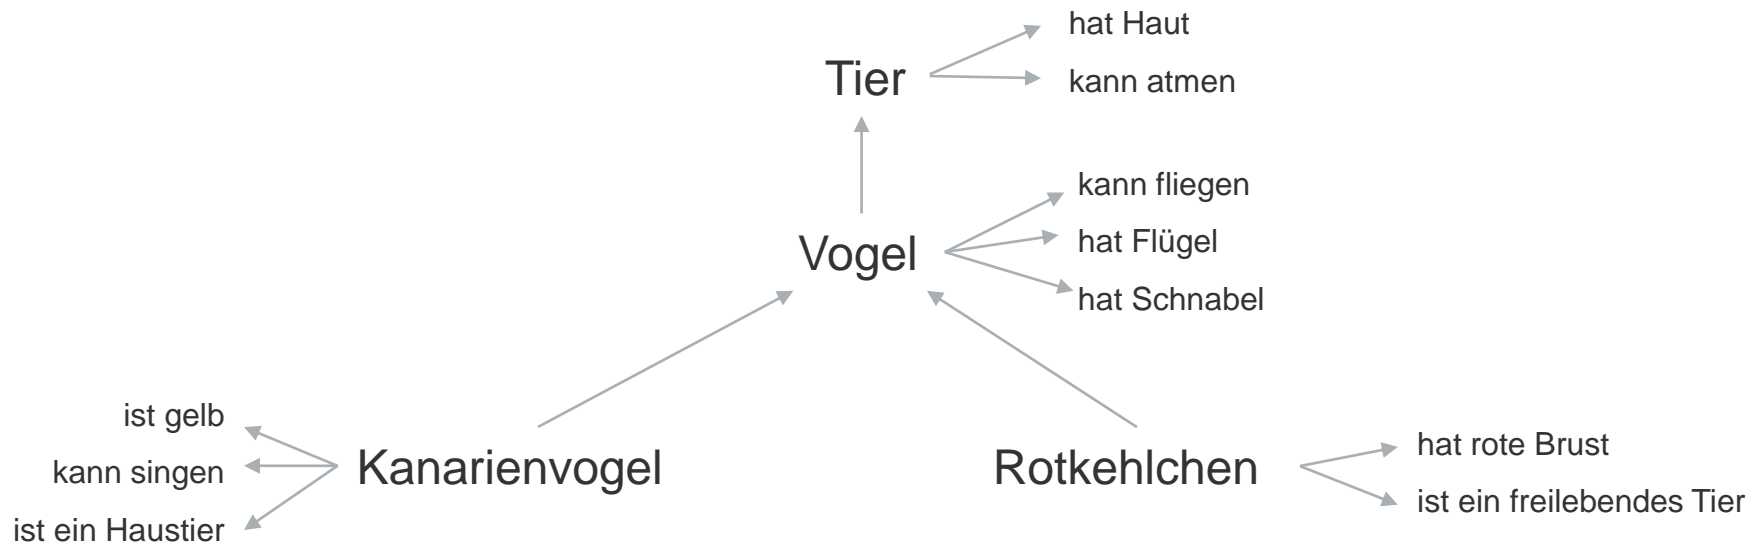 hat Haut
Tier
kann atmen
kann fliegen
Vogel
hat Flügel
hat Schnabel
ist gelb
kann singen
ist ein Haustier
Kanarienvogel
Rotkehlchen
hat rote Brust
ist ein freilebendes Tier